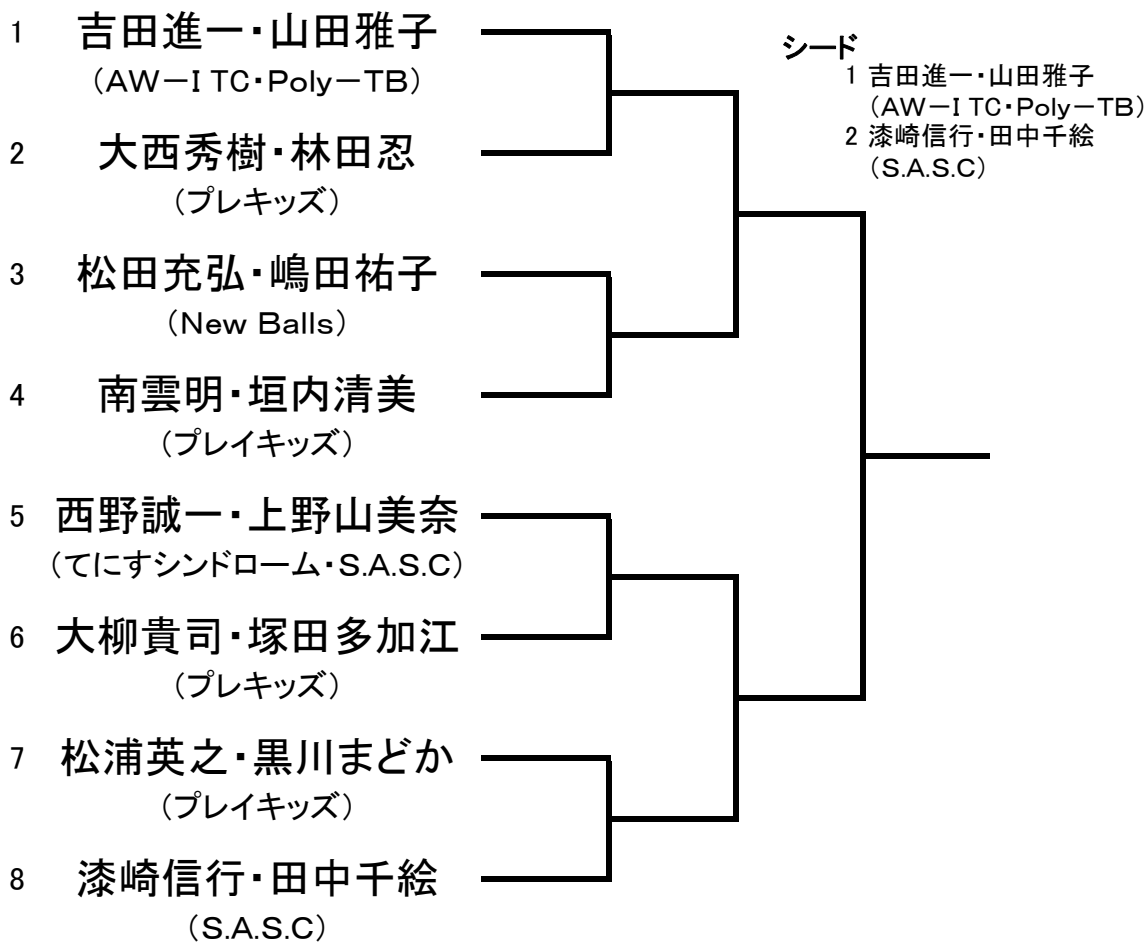 1 吉田進一・山田雅子
(AW－I TC・Poly－TB)
2 大西秀樹・林田忍
(プレキッズ)
3 松田充弘・嶋田祐子
(New Balls)
4 南雲明・垣内清美
(プレイキッズ)
5 西野誠一・上野山美奈
(てにすシンドローム・S.A.S.C)
6 大柳貴司・塚田多加江
(プレキッズ)
7 松浦英之・黒川まどか
(プレイキッズ)
8 漆崎信行・田中千絵
(S.A.S.C)
シード
1 吉田進一・山田雅子
(AW－I TC・Poly－TB)
2 漆崎信行・田中千絵
(S.A.S.C)